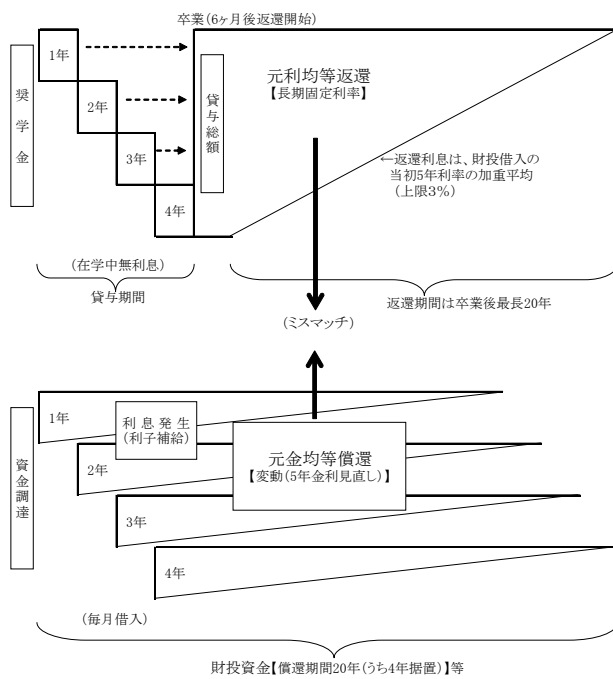 卒業(6ヶ月後返還開始)
奨学金
1年
2年
3年
4年
貸与総額
元利均等返還
【長期固定利率】
←返還利息は、財投借入の
当初5年利率の加重平均
(上限3%)
(在学中無利息)
貸与期間
返還期間は卒業後最長20年
(ミスマッチ)
資金調達
1年
利息発生
(利子補給)
2年
元金均等償還
【変動(5年金利見直し)】
3年
4年
(毎月借入)
財投資金【償還期間20年(うち4年据置)】等